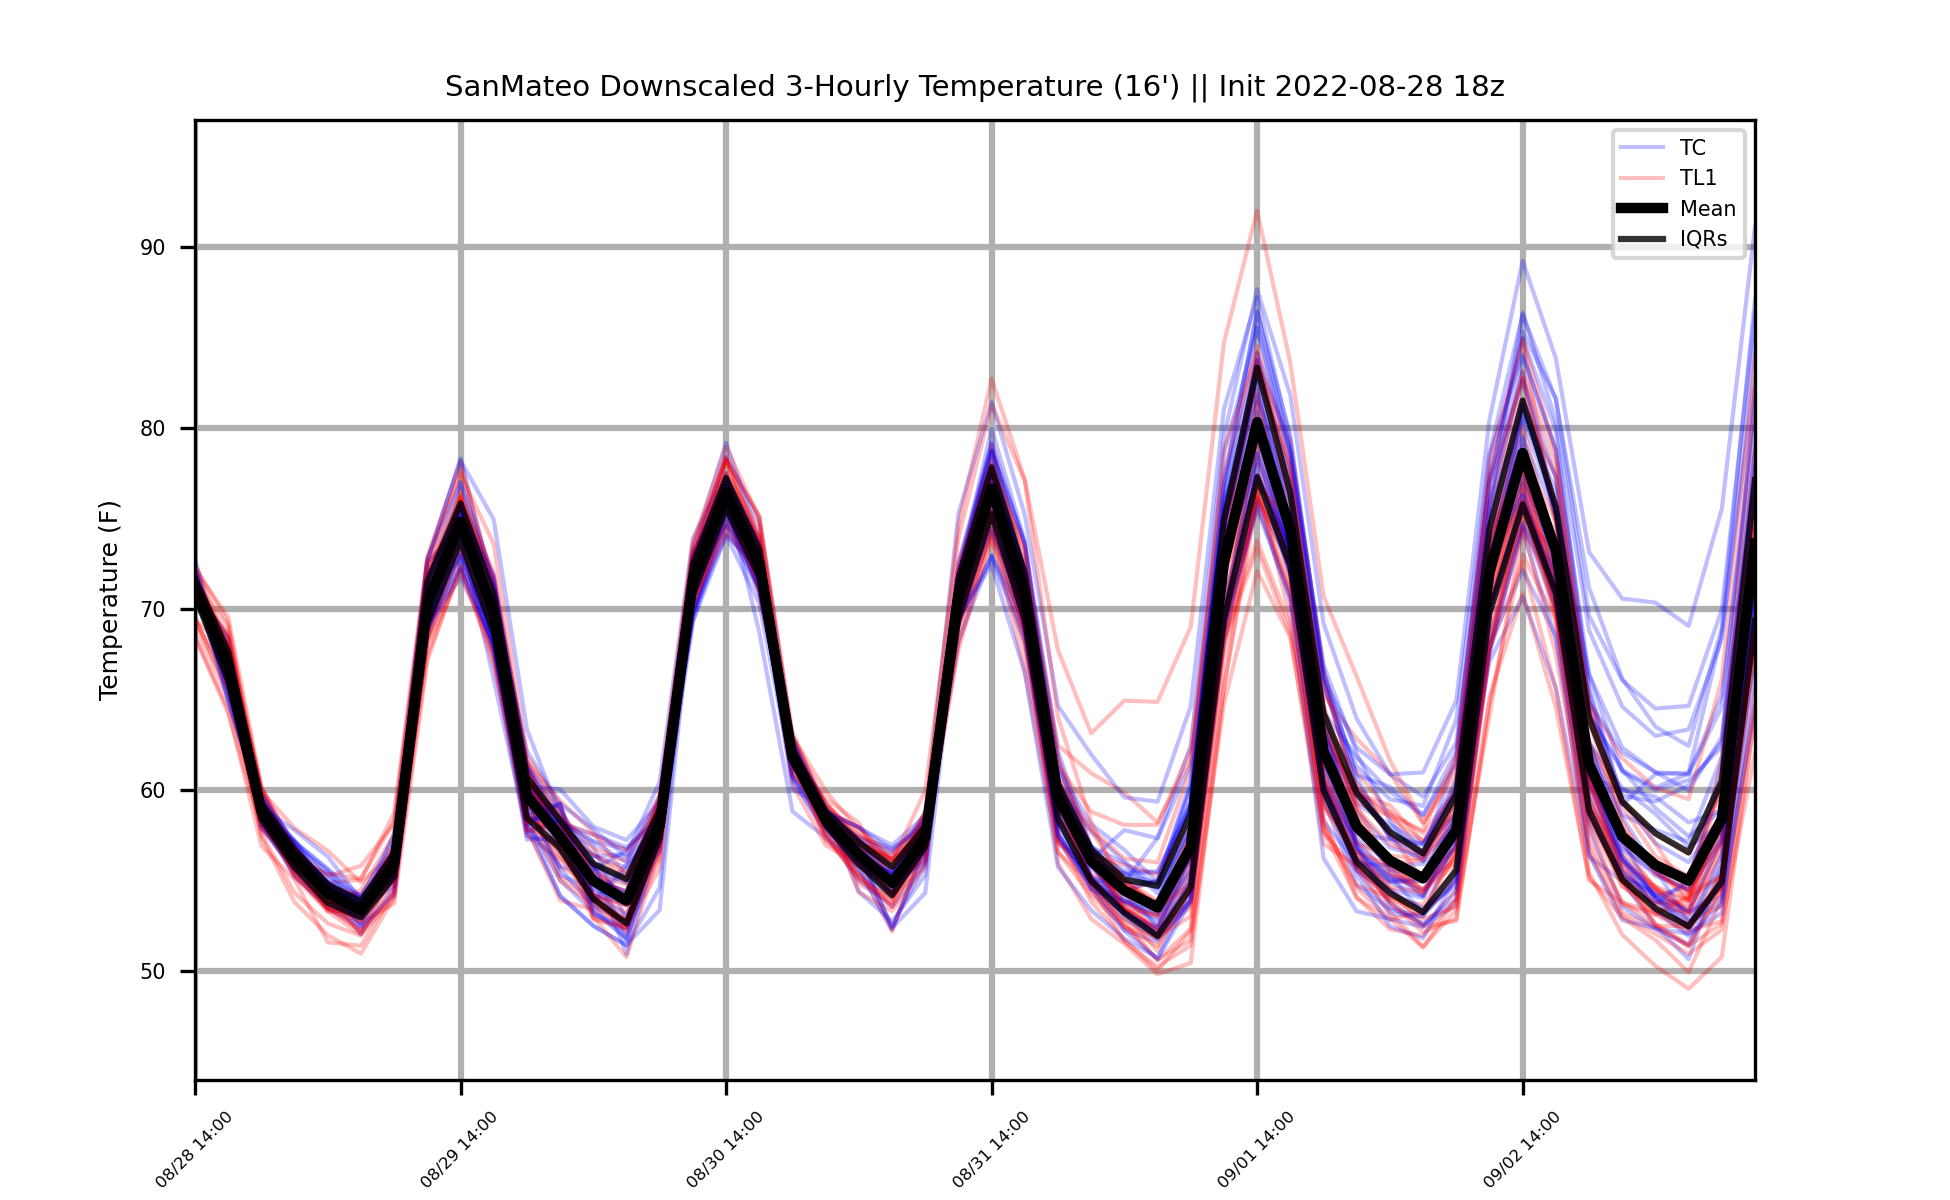 SanMateo Downscaled 3-Hourly Temperature (16') || Init 2022-08-28 18z
TC
TL1
Mean
IQRs
Temperature (F)
90
80
70
60
50
08/28 14:00
08/29 14:00
08/30 14:00
08/31 14:00
09/01 14:00
09/02 14:00